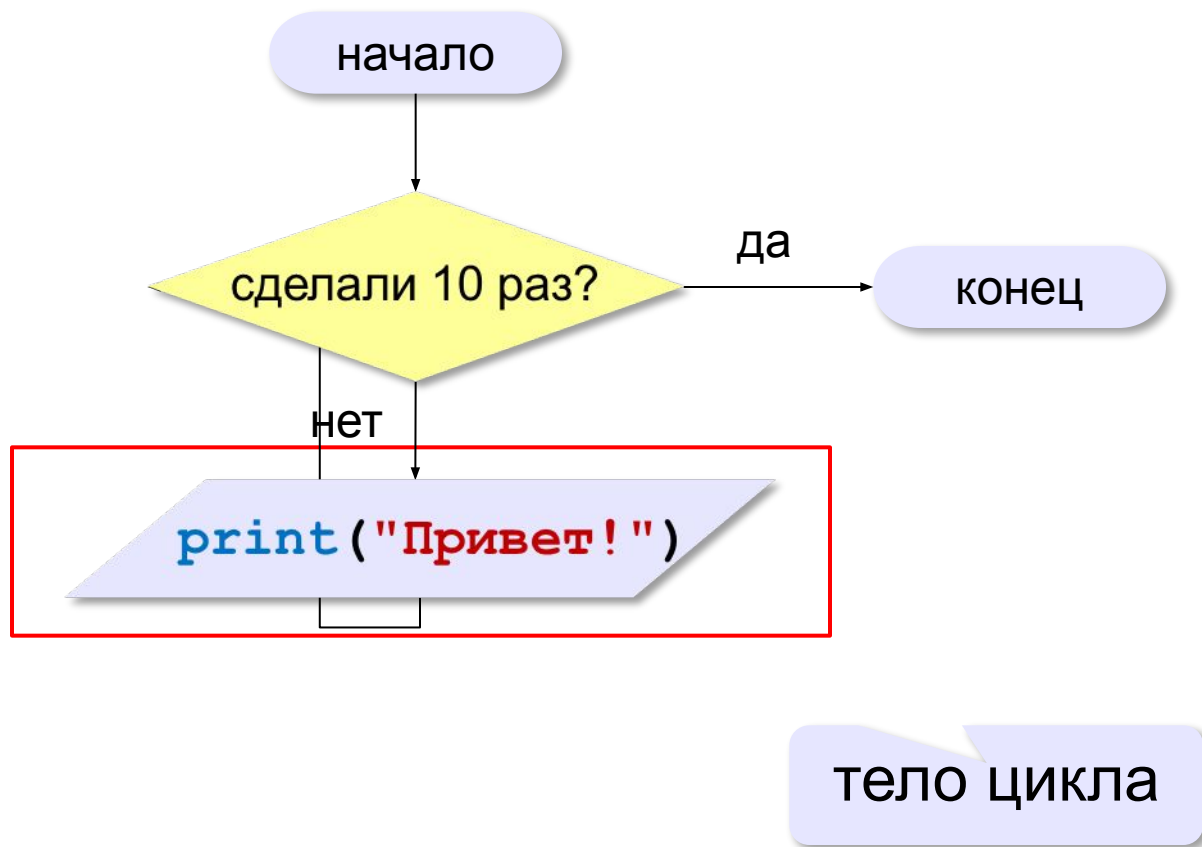 начало
сделали 10 раз?
да
конец
нет
print("Привет!")
тело цикла